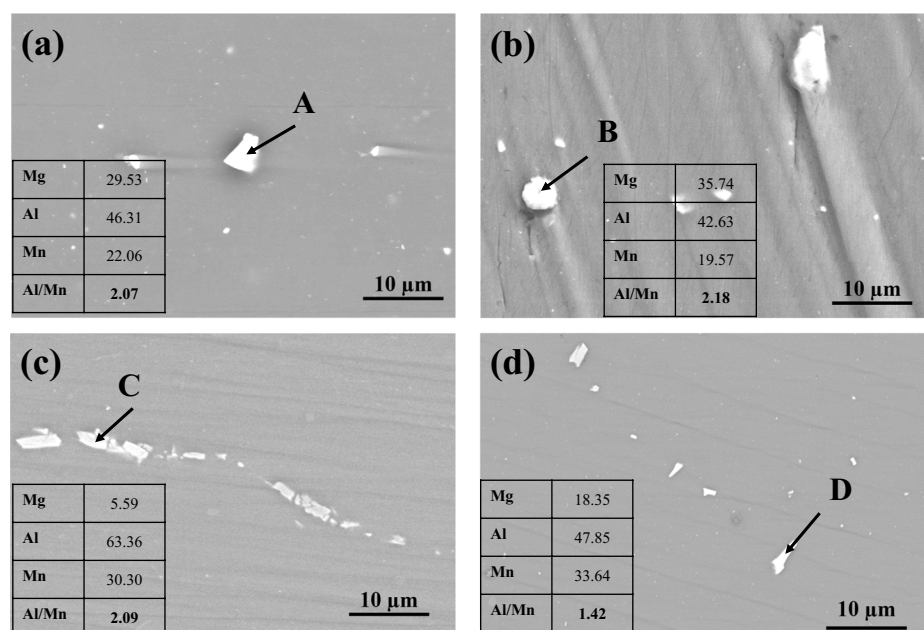 (a)
A
Mg 29.53
Al 46.31
Mn 22.06
Al/Mn 2.07
10 μm
(b)
B
Mg 35.74
Al 42.63
Mn 19.57
Al/Mn 2.18
10 μm
(c)
C
Mg 5.59
Al 63.36
Mn 30.30
Al/Mn 2.09
10 μm
(d)
D
Mg 18.35
Al 47.85
Mn 33.64
Al/Mn 1.42
10 μm